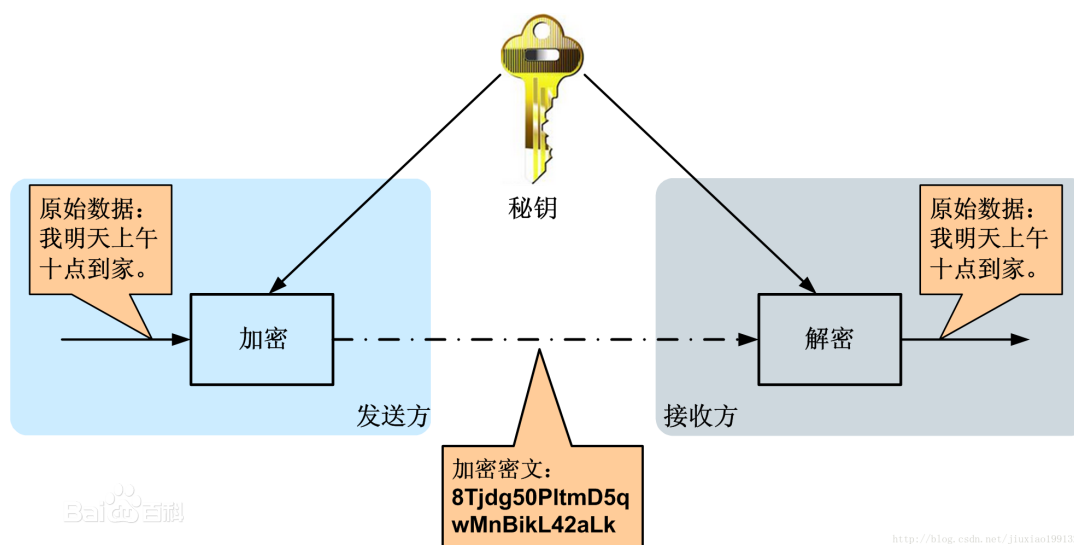 秘钥
原始数据：
我明天上午
十点到家。
原始数据：
我明天上午
十点到家。
加密
解密
发送方
接收方
加密密文：
8Tjdg50PltmD5q
wMnBikL42aLk
Bai百科
http://blog.csdn.net/jiuxiao19913